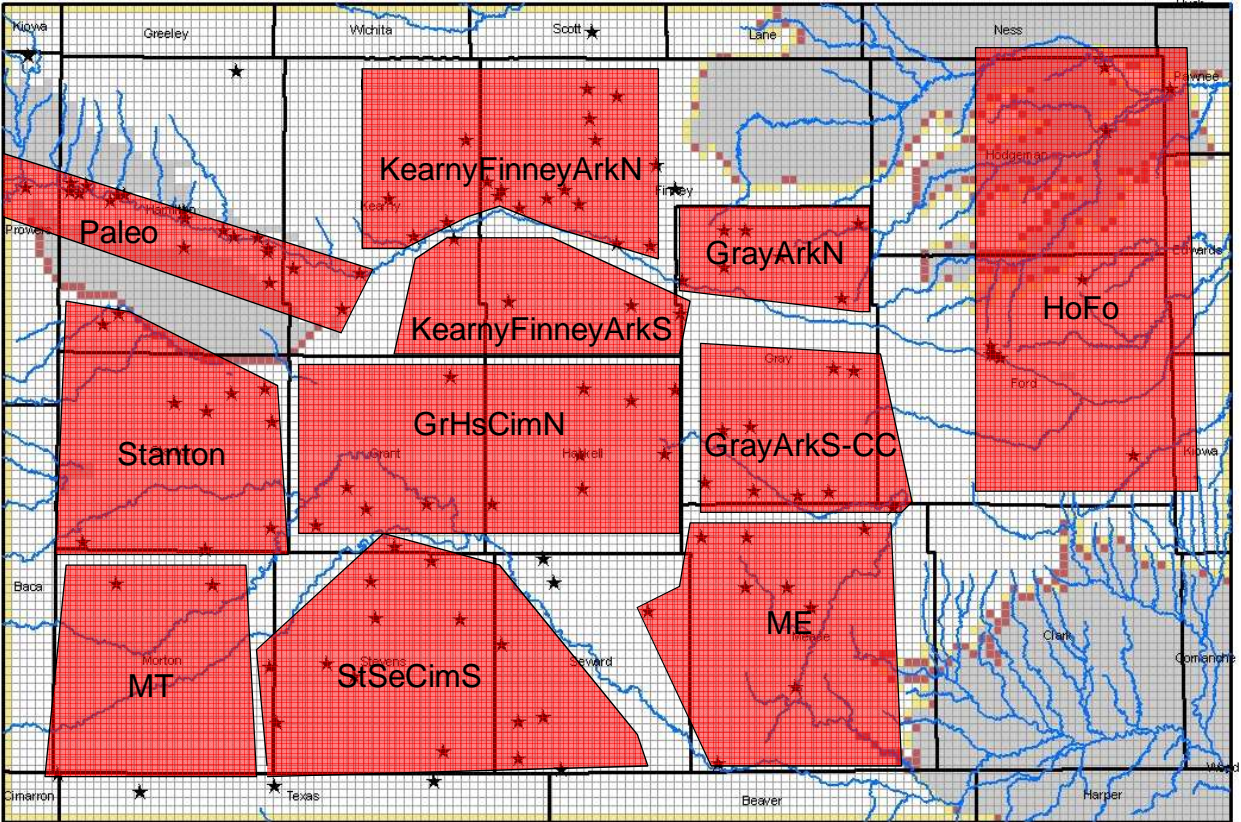 Kiowa
Greeley
Wichita
Scott
Lane
Ness
Pawnee
KearnyFinneyArkN
Hodgeman
Finney
Kearny
Hamilton
Prowers
Paleo
GrayArkN
Edwards
HoFo
KearnyFinneyArkS
Gray
Ford
GrHsCimN
Stanton
GrayArkS-CC
Grant
Haskell
Kiowa
Baca
ME
Meade
Clark
Morton
MT
Stevens
StSeCimS
Seward
Comanche
Cimarron
Texas
Beaver
Harper